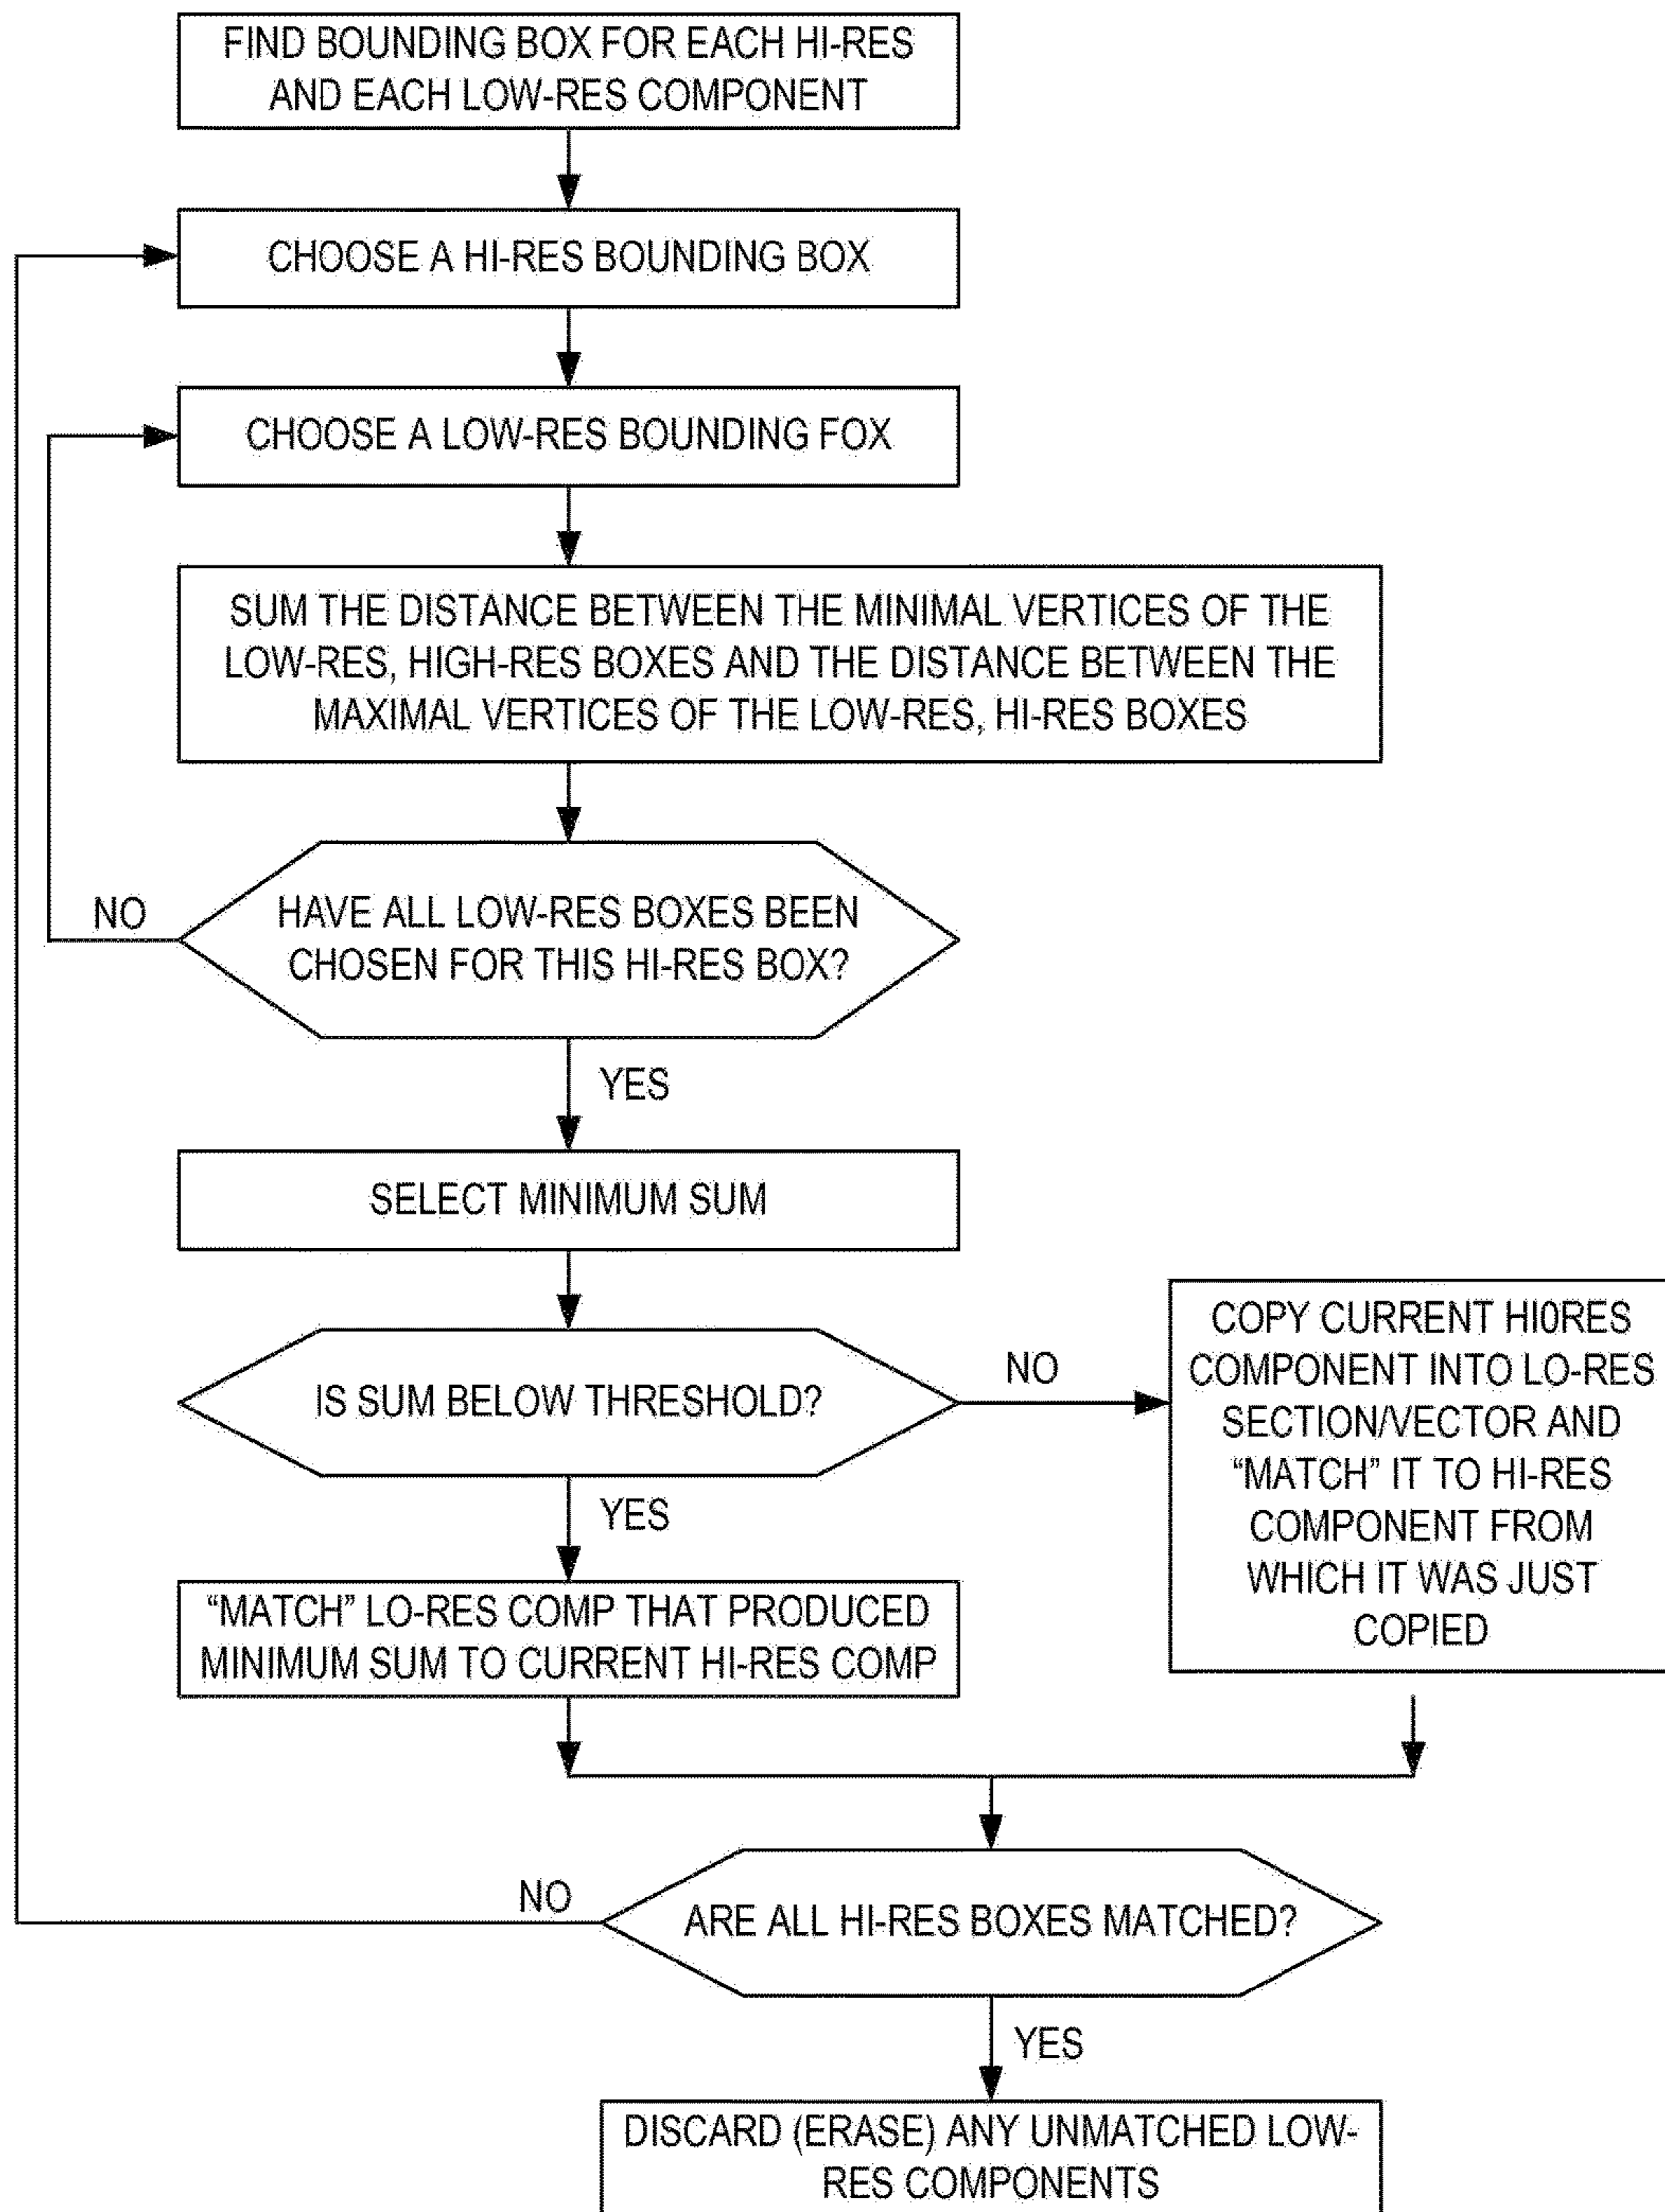 FIND BOUNDING BOX FOR EACH HI-RES
AND EACH LOW-RES COMPONENT
CHOOSE A HI-RES BOUNDING BOX
CHOOSE A LOW-RES BOUNDING FOX
SUM THE DISTANCE BETWEEN THE MINIMAL VERTICES OF THE
LOW-RES, HIGH-RES BOXES AND THE DISTANCE BETWEEN THE
MAXIMAL VERTICES OF THE LOW-RES, HI-RES BOXES
NO
HAVE ALL LOW-RES BOXES BEEN
CHOSEN FOR THIS HI-RES BOX?
YES
SELECT MINIMUM SUM
IS SUM BELOW THRESHOLD?
NO
COPY CURRENT HI0RES
COMPONENT INTO LO-RES
SECTION/VECTOR AND
“MATCH” IT TO HI-RES
COMPONENT FROM
WHICH IT WAS JUST
COPIED
YES
“MATCH” LO-RES COMP THAT PRODUCED
MINIMUM SUM TO CURRENT HI-RES COMP
NO
ARE ALL HI-RES BOXES MATCHED?
YES
DISCARD (ERASE) ANY UNMATCHED LOW-
RES COMPONENTS